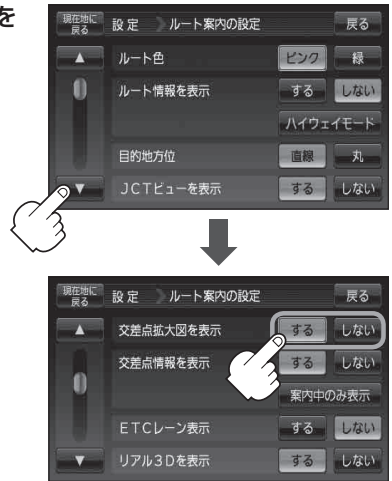 を
現在地に戻る 設定 ルート案内の設定 戻る
▲ ルート色 ピンク 緑
ルート情報を表示 する しない
ハイウェイモード
目的地方位 直線 丸
▼ JCTビューを表示 する しない
現在地に戻る 設定 ルート案内の設定 戻る
▲ 交差点拡大図を表示 する しない
交差点情報を表示 する しない
案内中のみ表示
ETCレーン表示 する しない
▼ リアル3Dを表示 する しない